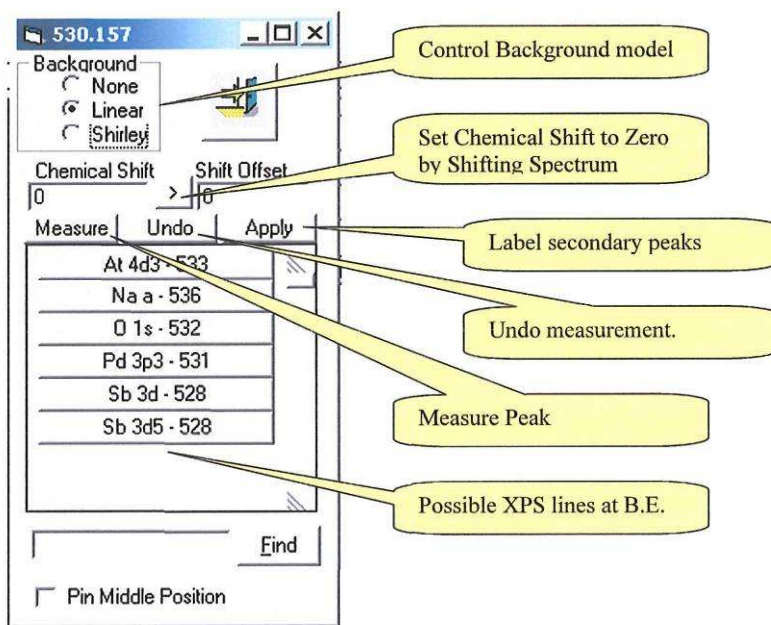 530.157
Background
None
Linear
Shirley
Chemical Shift
Shift Offset
0
>
0
Measure
Undo
Apply
At 4d3 - 533
Na a - 536
O 1s - 532
Pd 3p3 - 531
Sb 3d - 528
Sb 3d5 - 528
Find
Pin Middle Position
Control Background model
Set Chemical Shift to Zero
by Shifting Spectrum
Label secondary peaks
Undo measurement.
Measure Peak
Possible XPS lines at B.E.